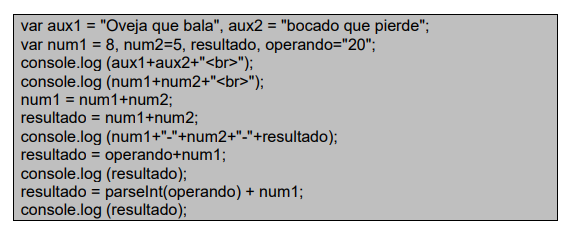 var aux1 = "Oveja que bala", aux2 = "bocado que pierde";
var num1 = 8, num2=5, resultado, operando="20";
console.log (aux1+aux2+"<br>");
console.log (num1+num2+"<br>");
num1 = num1+num2;
resultado = num1+num2;
console.log (num1+"-"+num2+"-"+resultado);
resultado = operando+num1;
console.log (resultado);
resultado = parseInt(operando) + num1;
console.log (resultado);